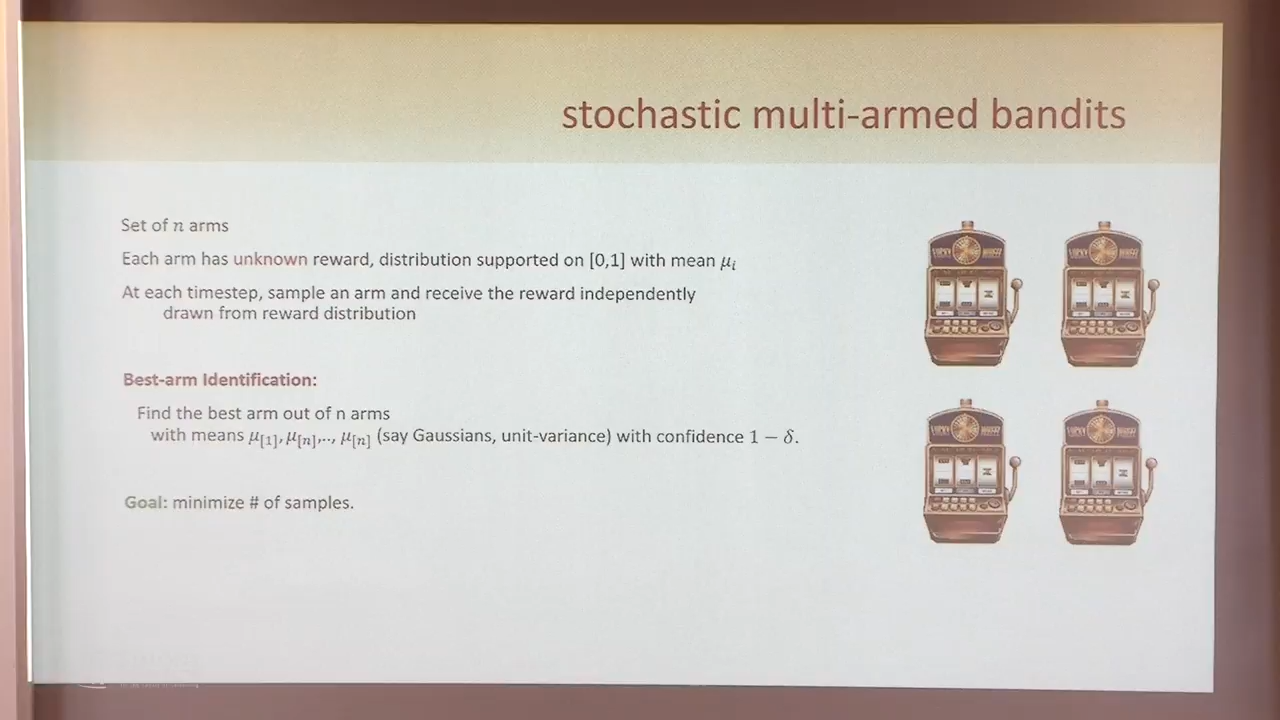 stochastic multi-armed bandits
Set of n arms
Each arm has unknown reward, distribution supported on [0,1] with mean μᵢ
At each timestep, sample an arm and receive the reward independently
drawn from reward distribution
Best-arm Identification:
Find the best arm out of n arms
with means μ[1],μ[n],.., μ[n] (say Gaussians, unit-variance) with confidence 1 − δ.
Goal: minimize # of samples.